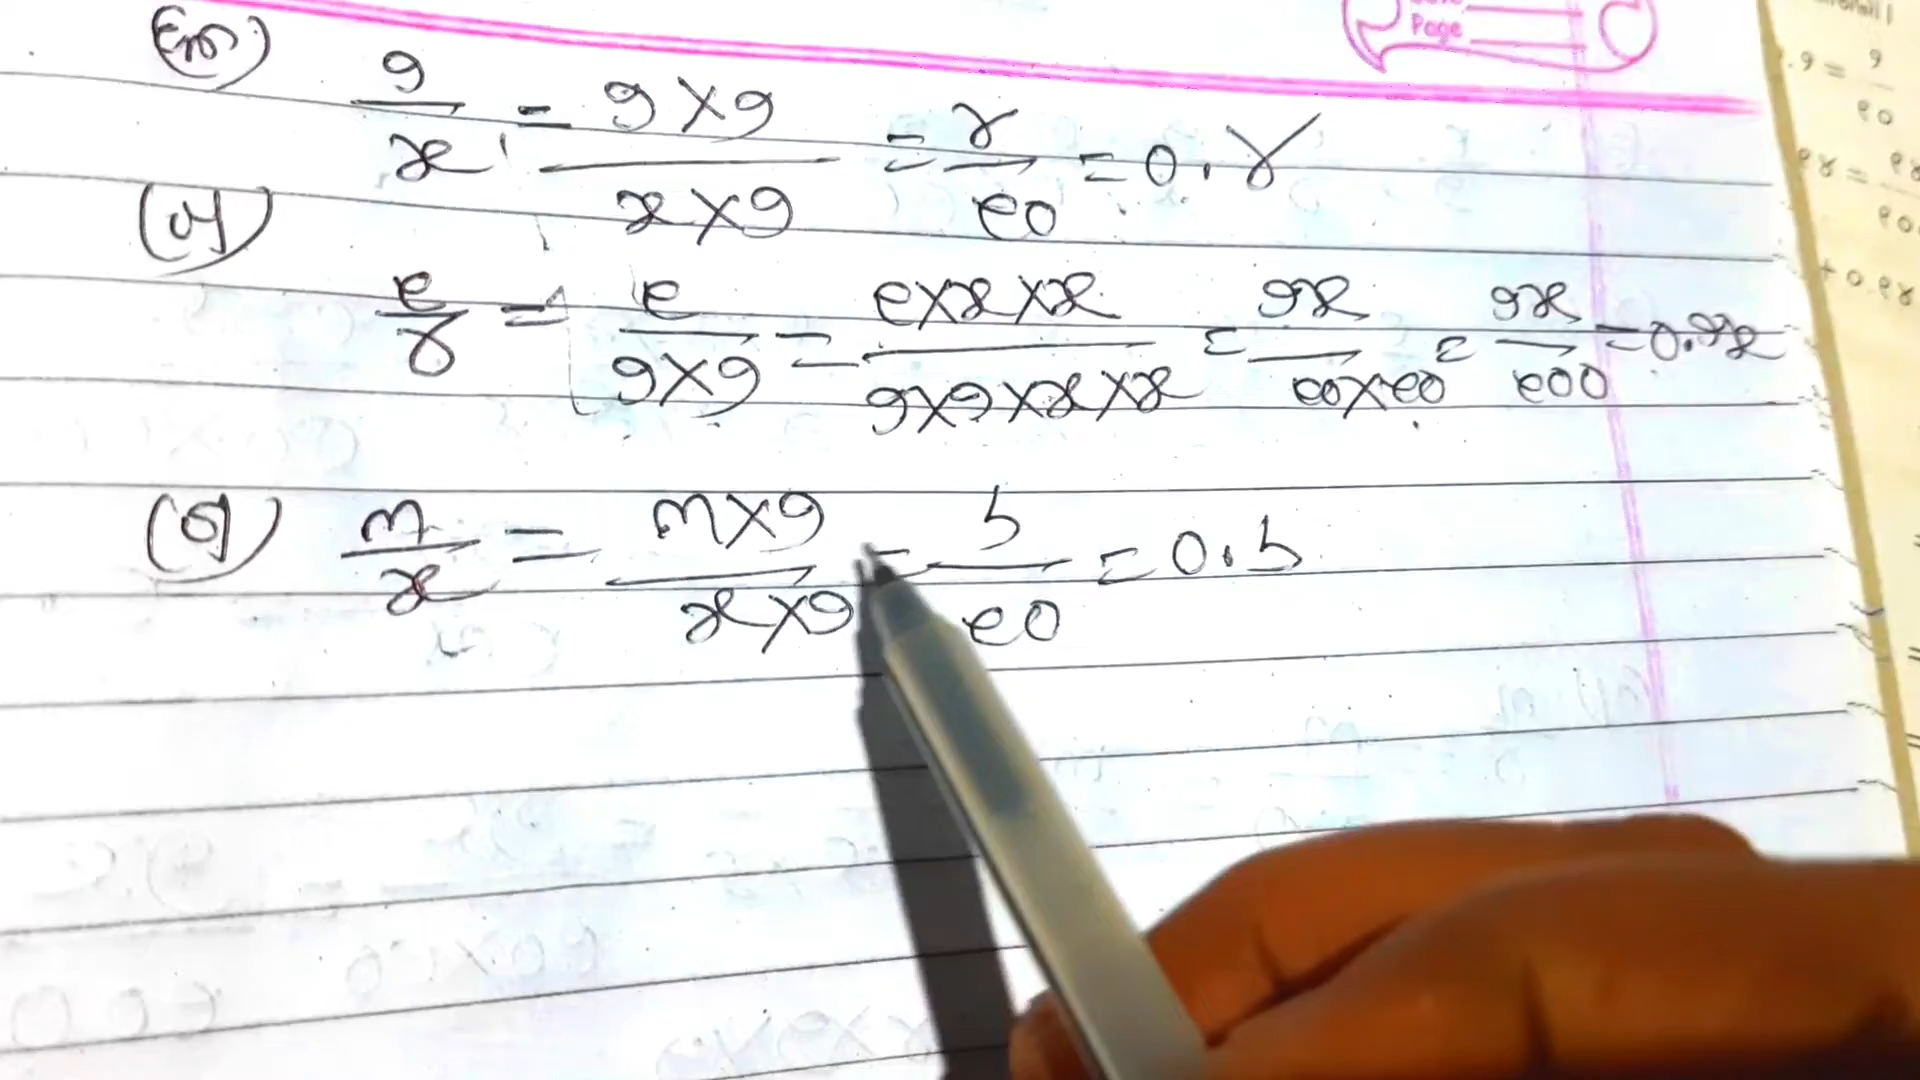 Page
୨/୫ = ୨×୨/୫×୨ = ୪/୧୦ = ୦.୪
୧/୪ = ୧/୨×୨ = ୧×୫×୫/୨×୨×୫×୫ = ୨୫/୧୦×୧୦ = ୨୫/୧୦୦ = ୦.୨୫
୩/୫ = ୩×୨/୫×୨ = ୬/୧୦ = ୦.୬